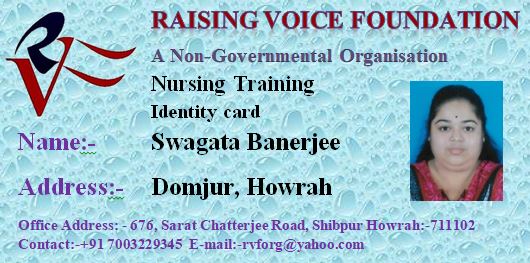 RAISING VOICE FOUNDATION
A Non-Governmental Organisation
Nursing Training
Identity card
Name:- Swagata Banerjee
Address:- Domjur, Howrah
Office Address: - 676, Sarat Chatterjee Road, Shibpur Howrah:-711102
Contact:-+91 7003229345 E-mail:-rvforg@yahoo.com